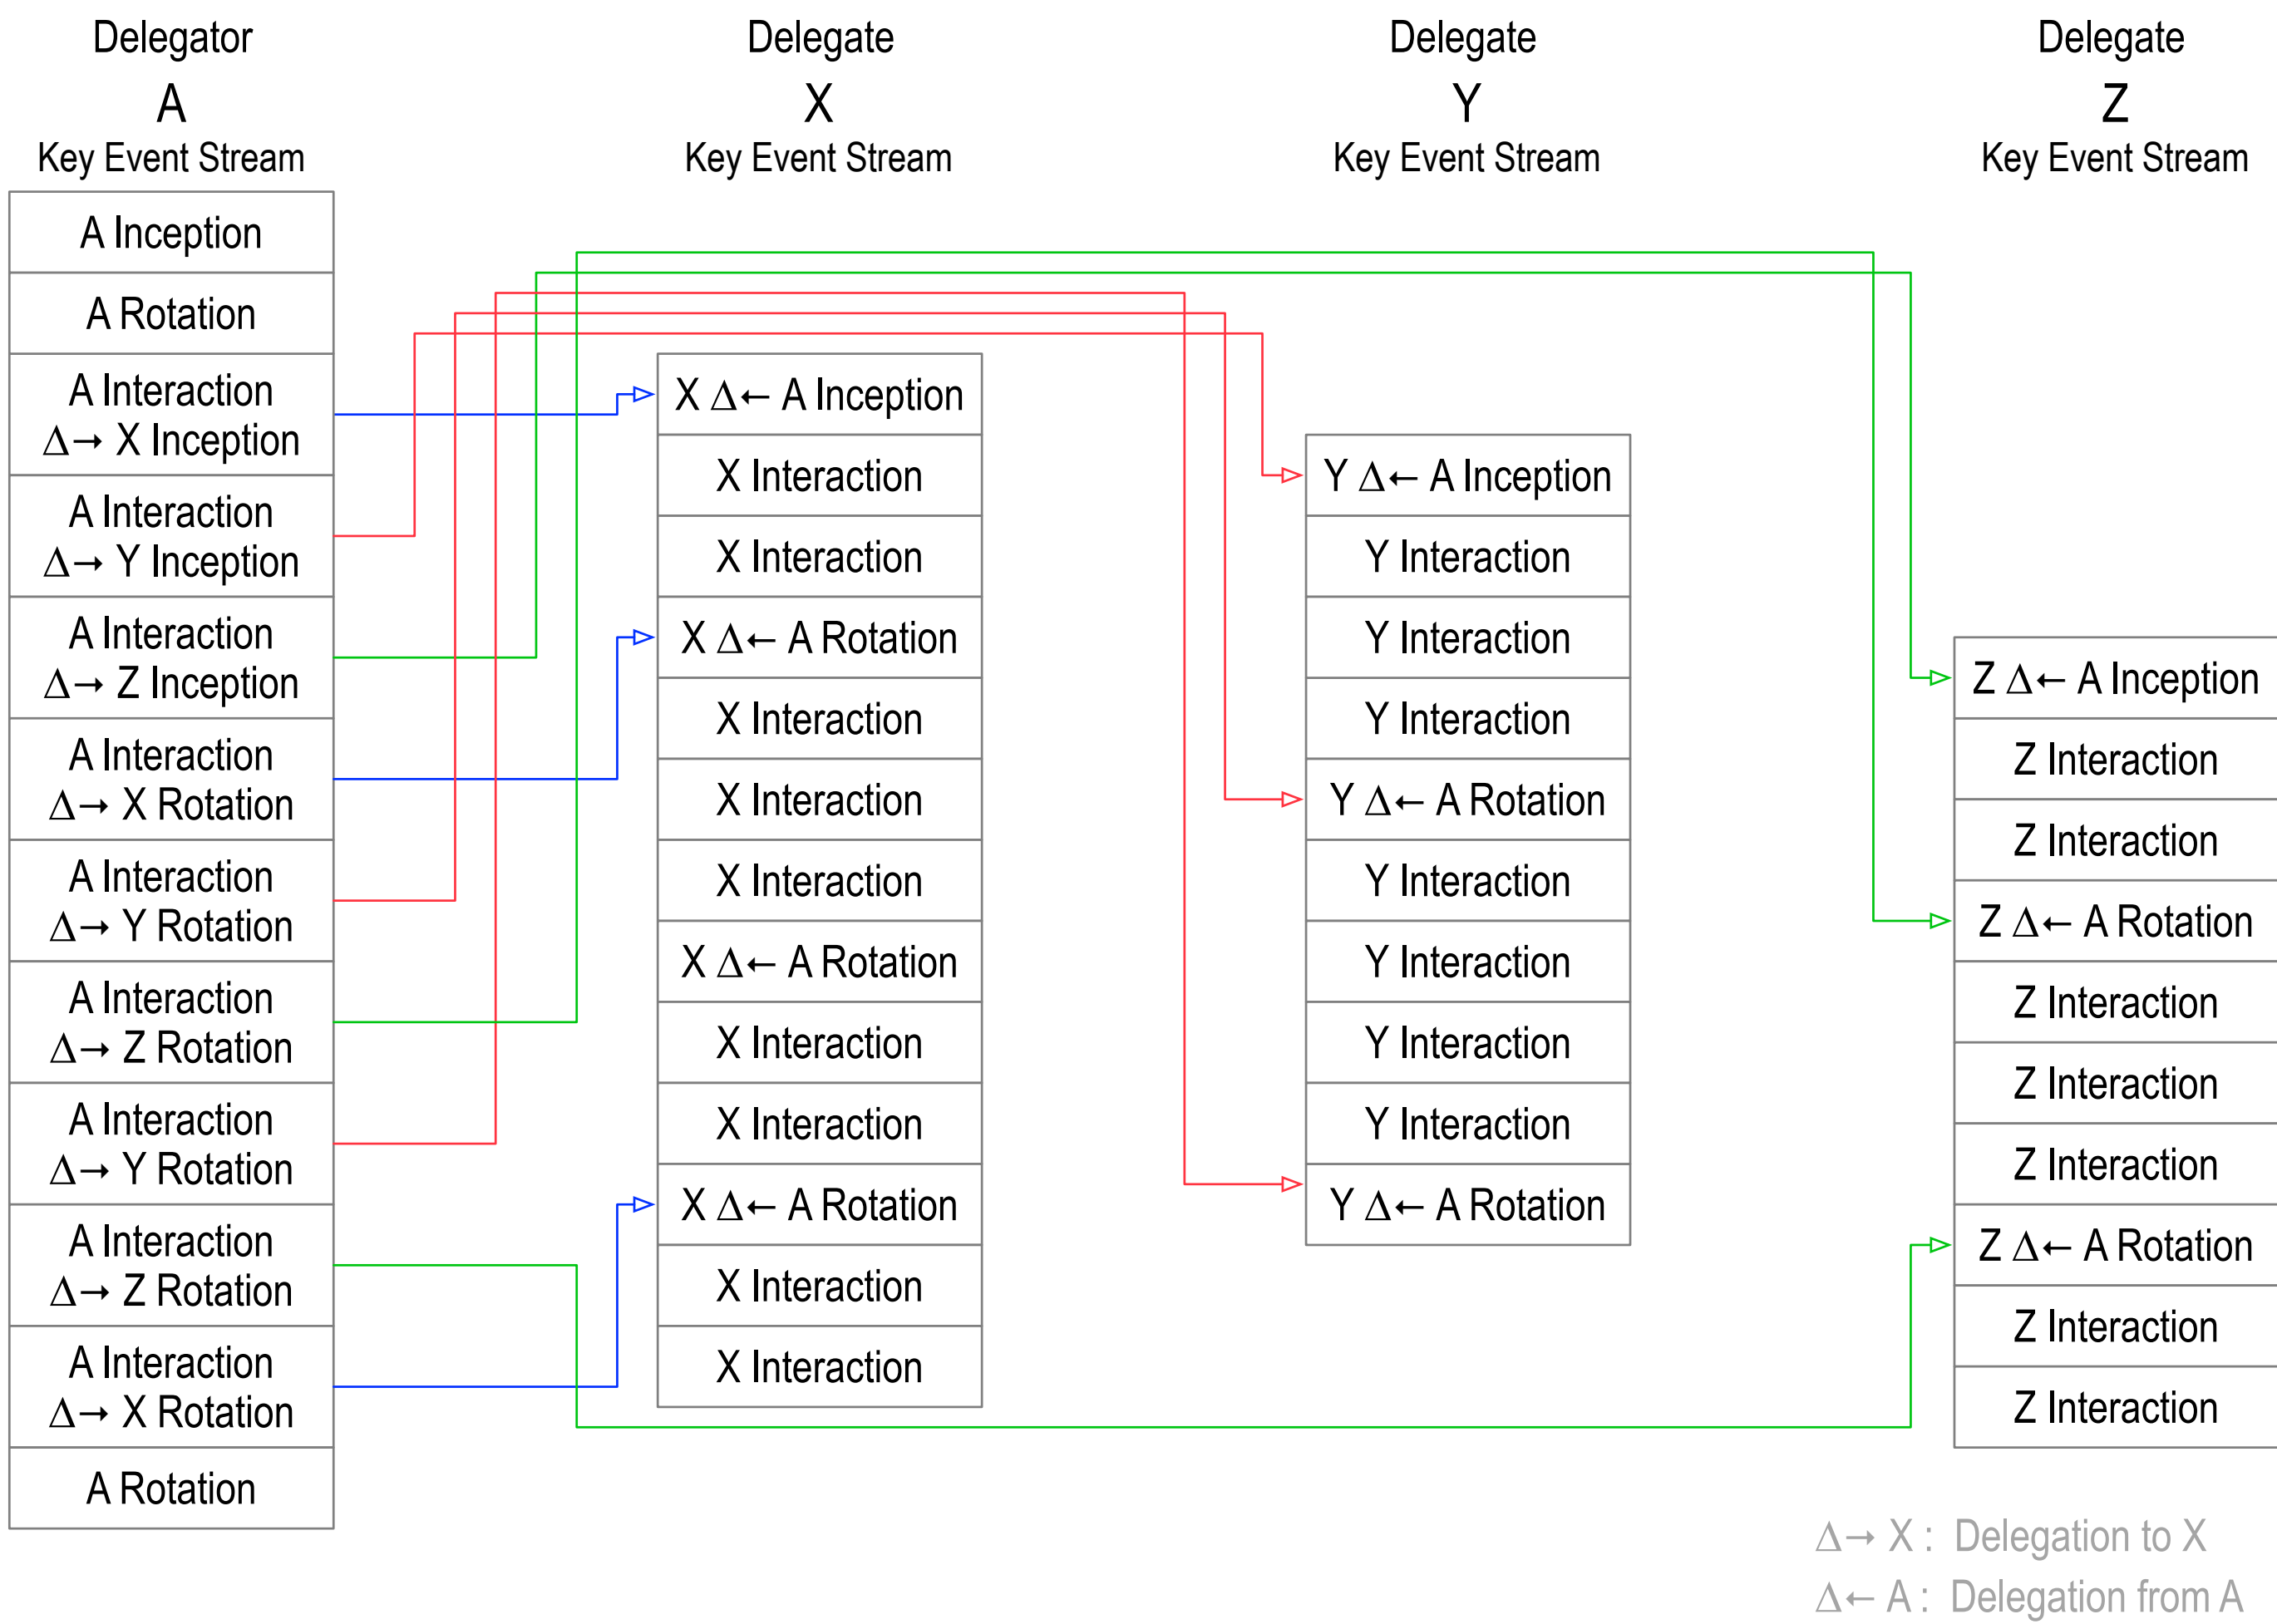 Delegator
A
Key Event Stream
A Inception
A Rotation
A Interaction
Δ→ X Inception
A Interaction
Δ→ Y Inception
A Interaction
Δ→ Z Inception
A Interaction
Δ→ X Rotation
A Interaction
Δ→ Y Rotation
A Interaction
Δ→ Z Rotation
A Interaction
Δ→ Y Rotation
A Interaction
Δ→ Z Rotation
A Interaction
Δ→ X Rotation
A Rotation
Delegate
X
Key Event Stream
X Δ← A Inception
X Interaction
X Interaction
X Δ← A Rotation
X Interaction
X Interaction
X Interaction
X Δ← A Rotation
X Interaction
X Interaction
X Δ← A Rotation
X Interaction
X Interaction
Delegate
Y
Key Event Stream
Y Δ← A Inception
Y Interaction
Y Interaction
Y Interaction
Y Δ← A Rotation
Y Interaction
Y Interaction
Y Interaction
Y Interaction
Y Δ← A Rotation
Delegate
Z
Key Event Stream
Z Δ← A Inception
Z Interaction
Z Interaction
Z Δ← A Rotation
Z Interaction
Z Interaction
Z Interaction
Z Δ← A Rotation
Z Interaction
Z Interaction
Δ→ X : Delegation to X
Δ← A : Delegation from A